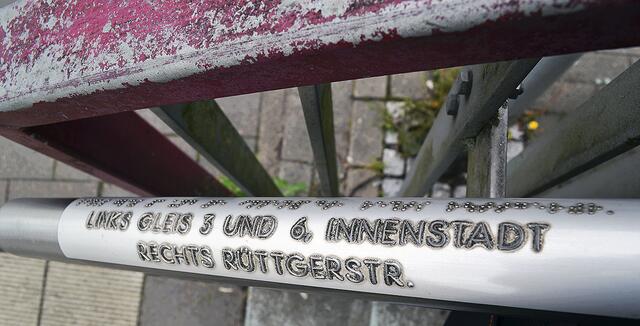 LINKS GLEIS 3 UND 6, INNENSTADT
RECHTS RÜTTGERSTR.